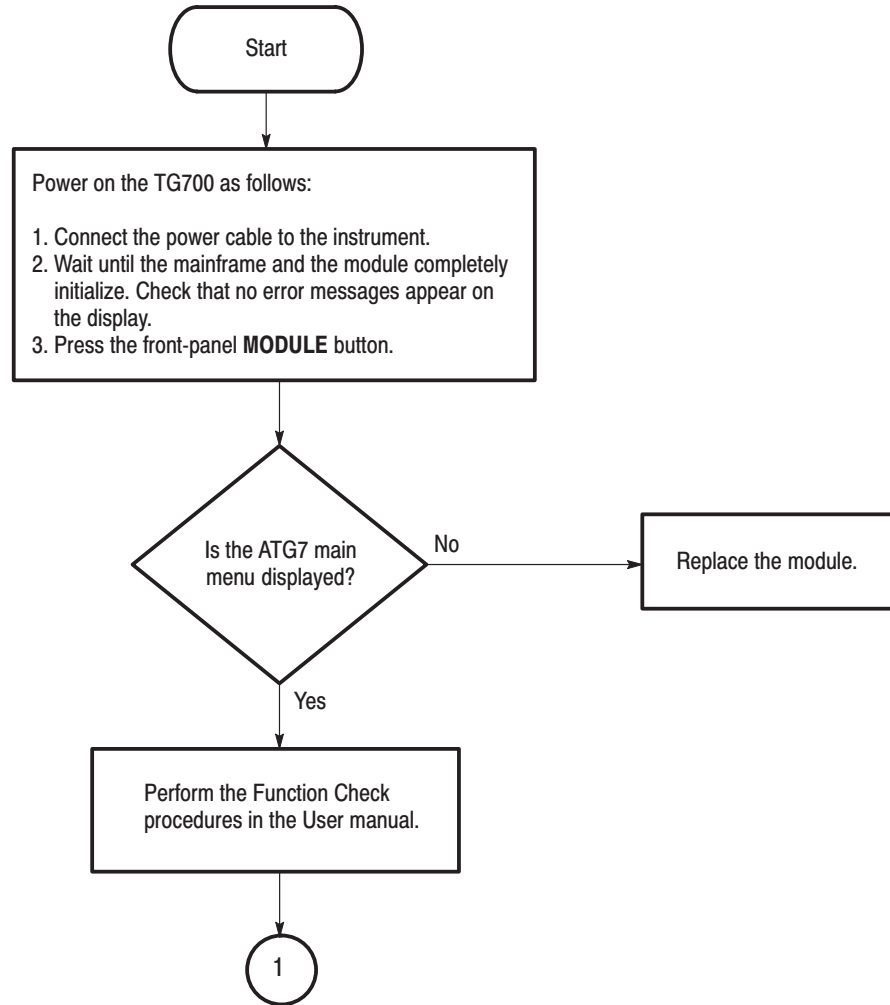 Start
Power on the TG700 as follows:
1. Connect the power cable to the instrument.
2. Wait until the mainframe and the module completely
initialize. Check that no error messages appear on
the display.
3. Press the front-panel MODULE button.
Is the ATG7 main
menu displayed?
No
Replace the module.
Yes
Perform the Function Check
procedures in the User manual.
1